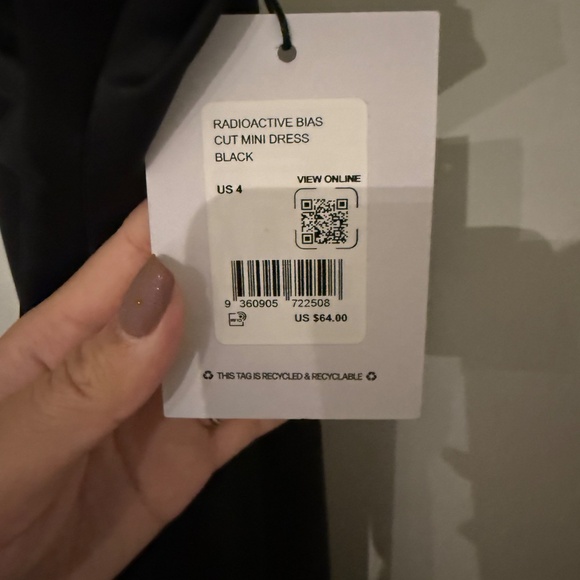 RADIOACTIVE BIAS
CUT MINI DRESS
BLACK
US 4
VIEW ONLINE
9 360905 722508
US $64.00
♻ THIS TAG IS RECYCLED & RECYCLABLE ♻